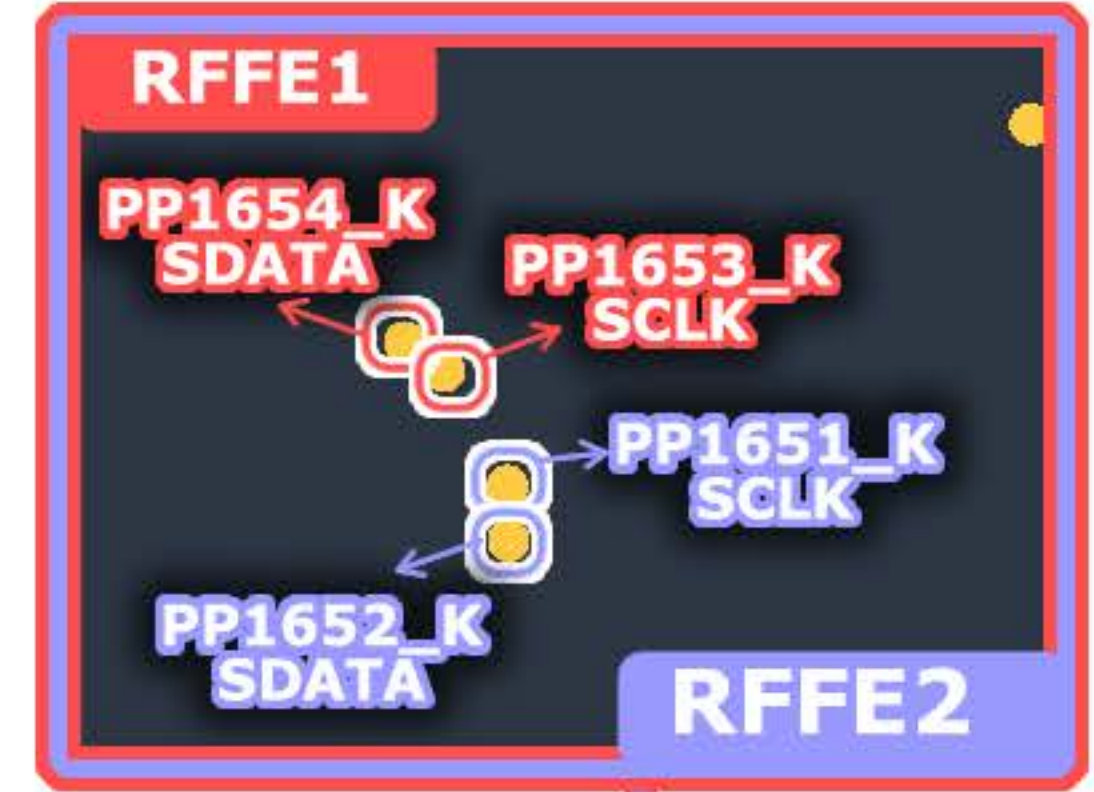 RFFE1
PP1654_K
SDATA
PP1653_K
SCLK
PP1651_K
SCLK
PP1652_K
SDATA
RFFE2